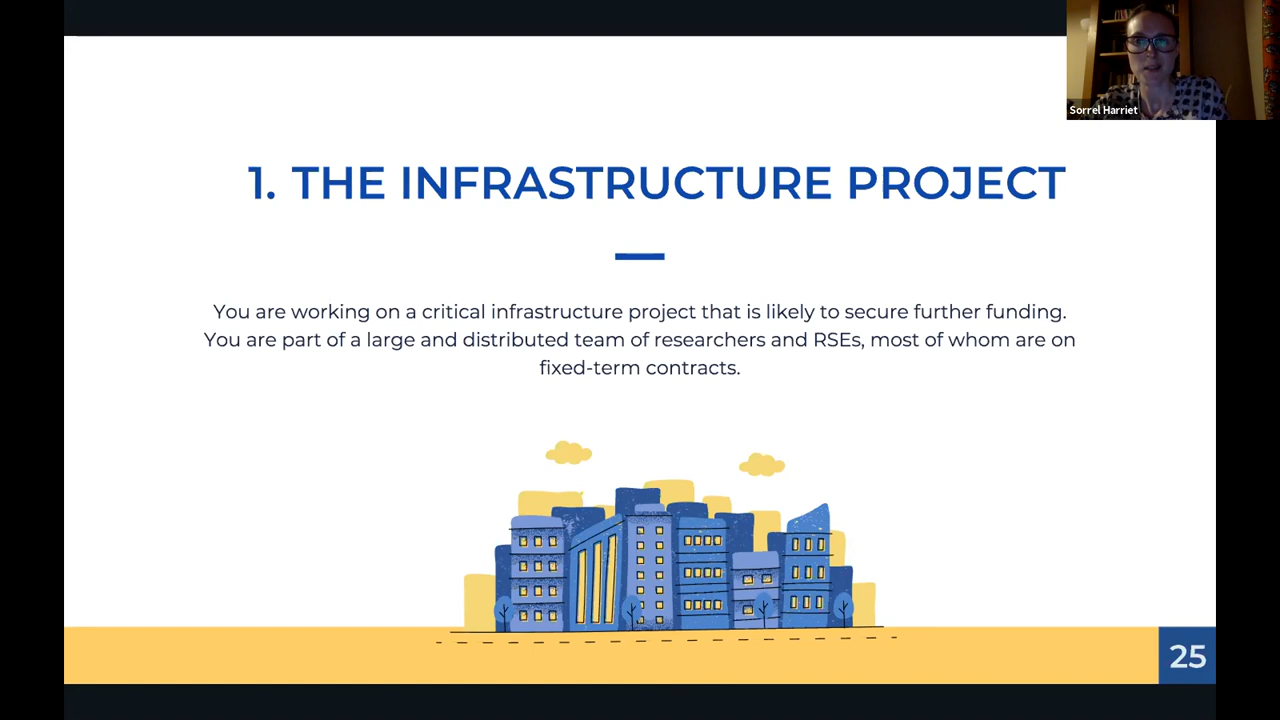 Sorrel Harriet
1. THE INFRASTRUCTURE PROJECT
You are working on a critical infrastructure project that is likely to secure further funding.
You are part of a large and distributed team of researchers and RSEs, most of whom are on
fixed-term contracts.
25